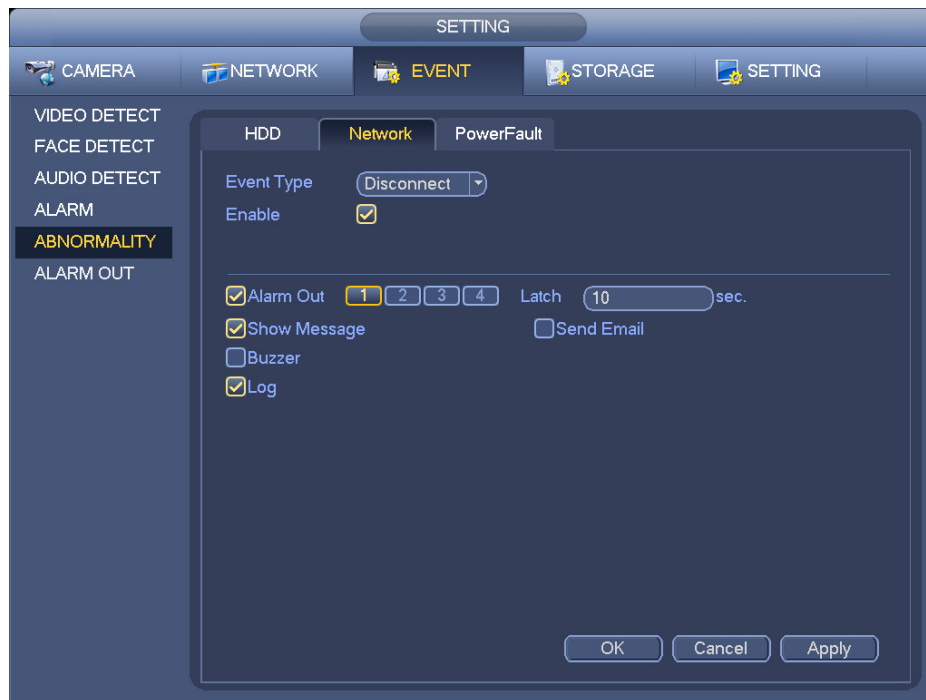 SETTING
CAMERA NETWORK EVENT STORAGE SETTING
VIDEO DETECT
FACE DETECT
AUDIO DETECT
ALARM
ABNORMALITY
ALARM OUT
HDD Network PowerFault
Event Type Disconnect
Enable
Alarm Out 1 2 3 4 Latch 10 sec.
Show Message Send Email
Buzzer
Log
OK Cancel Apply